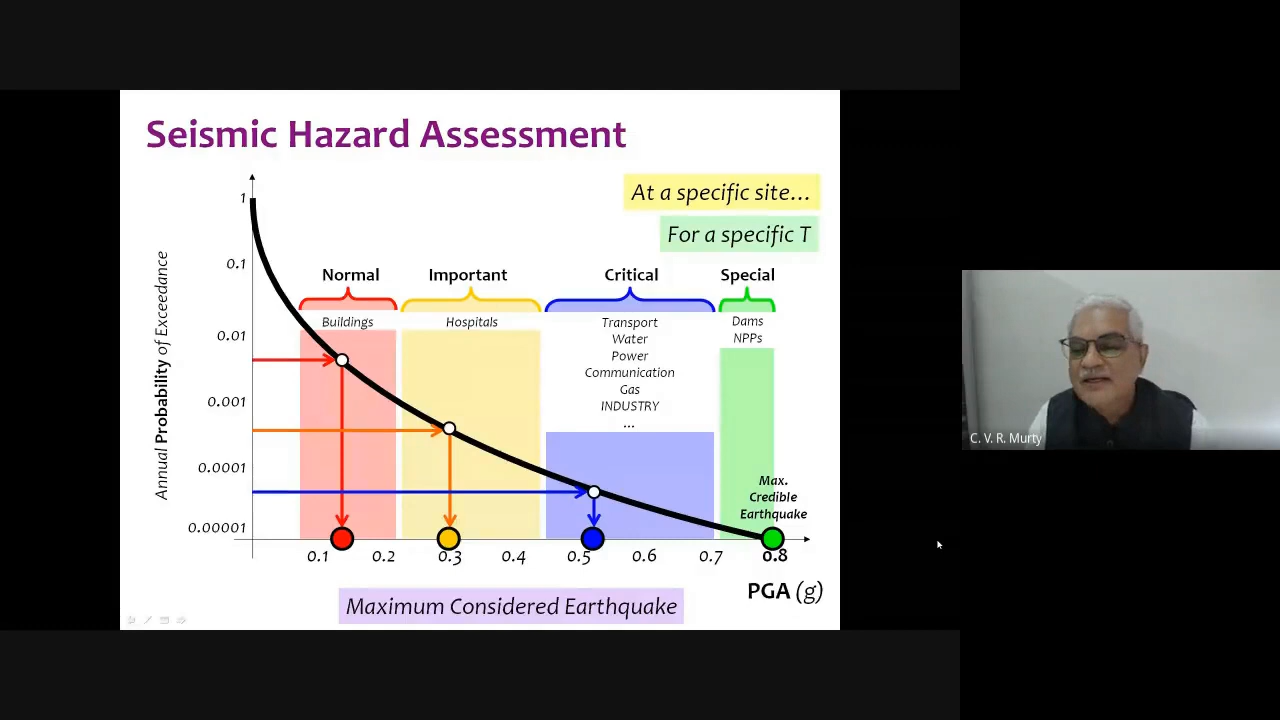 Seismic Hazard Assessment
At a specific site...
For a specific T
1
0.1
0.01
0.001
0.0001
0.00001
Annual Probability of Exceedance
Normal
Important
Critical
Special
Buildings
Hospitals
Transport
Water
Power
Communication
Gas
INDUSTRY
...
Dams
NPPs
Max.
Credible
Earthquake
0.1 0.2 0.3 0.4 0.5 0.6 0.7 0.8
PGA (g)
Maximum Considered Earthquake
C. V. R. Murty